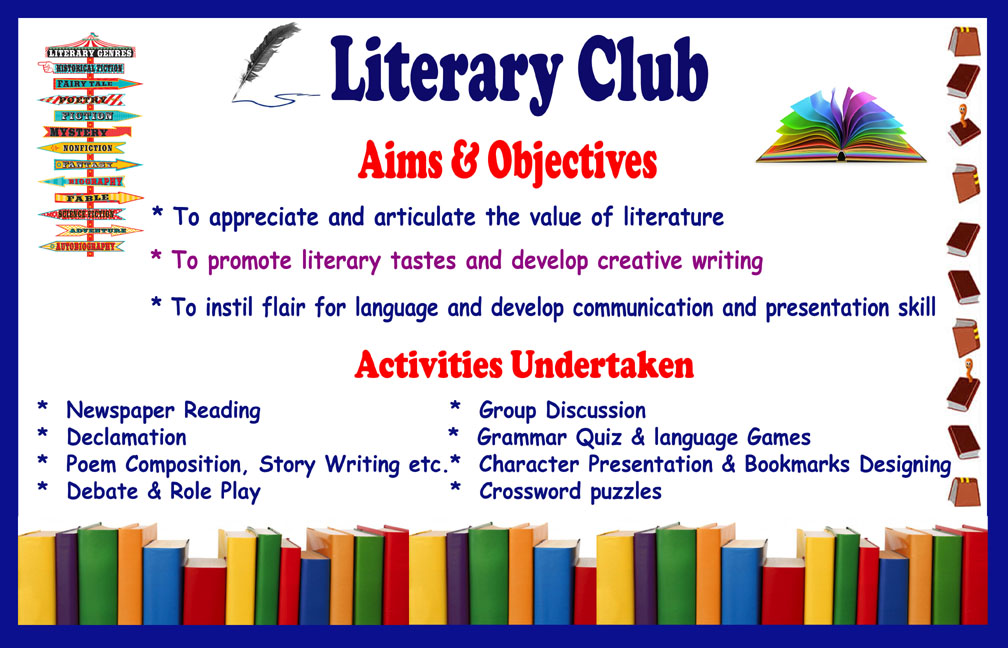 Literary Club
LITERARY GENRES
HISTORICAL FICTION
FAIRY TALE
POETRY
FICTION
MYSTERY
NONFICTION
FANTASY
BIOGRAPHY
FABLE
SCIENCE FICTION
ADVENTURE
AUTOBIOGRAPHY
Aims & Objectives
* To appreciate and articulate the value of literature
* To promote literary tastes and develop creative writing
* To instil flair for language and develop communication and presentation skill
Activities Undertaken
* Newspaper Reading
* Declamation
* Poem Composition, Story Writing etc.
* Debate & Role Play
* Group Discussion
* Grammar Quiz & language Games
* Character Presentation & Bookmarks Designing
* Crossword puzzles